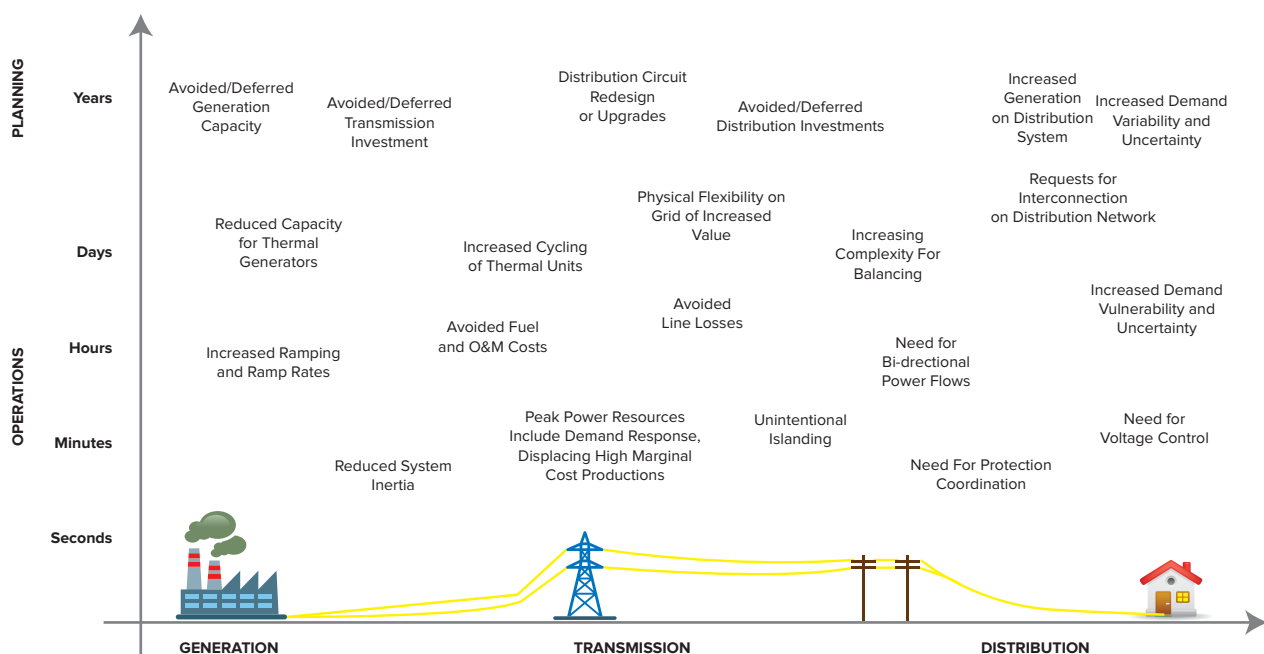 PLANNING
OPERATIONS
Years
Days
Hours
Minutes
Seconds
Avoided/Deferred
Generation
Capacity
Avoided/Deferred
Transmission
Investment
Distribution Circuit
Redesign
or Upgrades
Avoided/Deferred
Distribution Investments
Increased
Generation
on Distribution
System
Increased Demand
Variability and
Uncertainty
Reduced Capacity
for Thermal
Generators
Increased Cycling
of Thermal Units
Physical Flexibility on
Grid of Increased
Value
Increasing
Complexity For
Balancing
Requests for
Interconnection
on Distribution Network
Increased Ramping
and Ramp Rates
Avoided Fuel
and O&M Costs
Avoided
Line Losses
Need for
Bi-drectional
Power Flows
Increased Demand
Vulnerability and
Uncertainty
Reduced System
Inertia
Peak Power Resources
Include Demand Response,
Displacing High Marginal
Cost Productions
Unintentional
Islanding
Need For Protection
Coordination
Need for
Voltage Control
GENERATION
TRANSMISSION
DISTRIBUTION